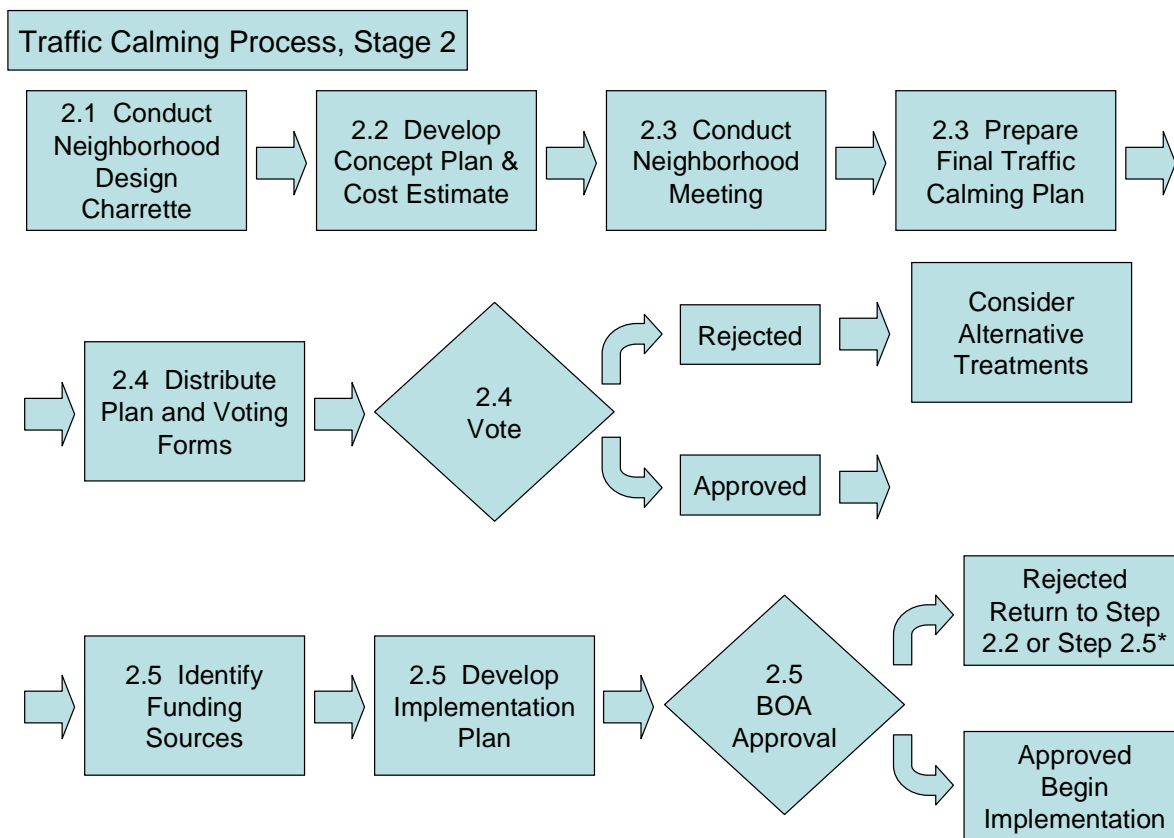 Traffic Calming Process, Stage 2
2.1 Conduct
Neighborhood
Design
Charrette
2.2 Develop
Concept Plan &
Cost Estimate
2.3 Conduct
Neighborhood
Meeting
2.3 Prepare
Final Traffic
Calming Plan
2.4 Distribute
Plan and Voting
Forms
2.4
Vote
Rejected
Consider
Alternative
Treatments
Approved
2.5 Identify
Funding
Sources
2.5 Develop
Implementation
Plan
2.5
BOA
Approval
Rejected
Return to Step
2.2 or Step 2.5*
Approved
Begin
Implementation